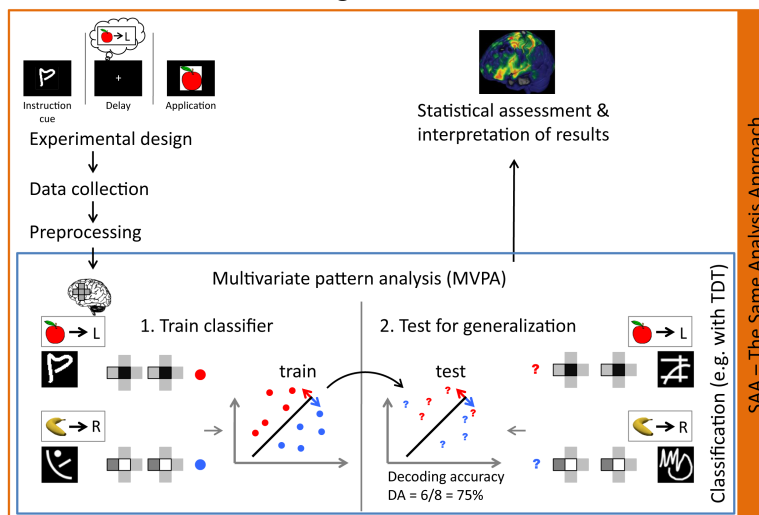 → L
+
Instruction
cue
Delay
Application
Experimental design
Data collection
Preprocessing
Statistical assessment &
interpretation of results
Multivariate pattern analysis (MVPA)
→ L
1. Train classifier
train
→ R
2. Test for generalization
test
→ L
?
? ? ? ? ? ? ? ?
→ R
?
Decoding accuracy
DA = 6/8 = 75%
Classification (e.g. with TDT)
SAA – The Same Analysis Approach